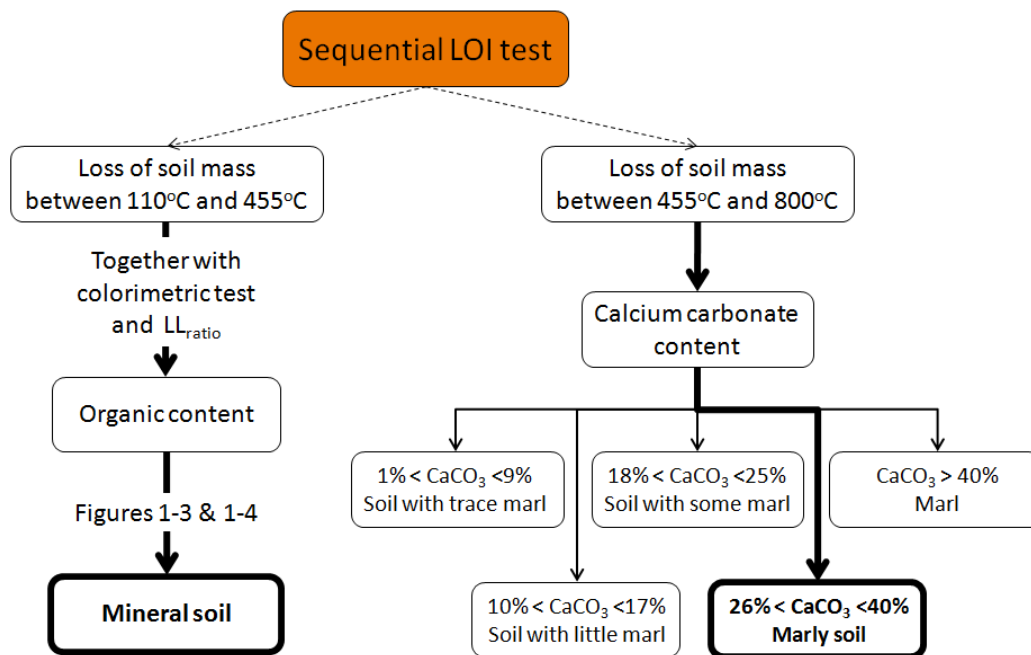 Sequential LOI test
Loss of soil mass
between 110°C and 455°C
Together with
colorimetric test
and LLratio
Organic content
Figures 1-3 & 1-4
Mineral soil
Loss of soil mass
between 455°C and 800°C
Calcium carbonate
content
1% < CaCO3 <9%
Soil with trace marl
18% < CaCO3 <25%
Soil with some marl
CaCO3 > 40%
Marl
10% < CaCO3 <17%
Soil with little marl
26% < CaCO3 <40%
Marly soil